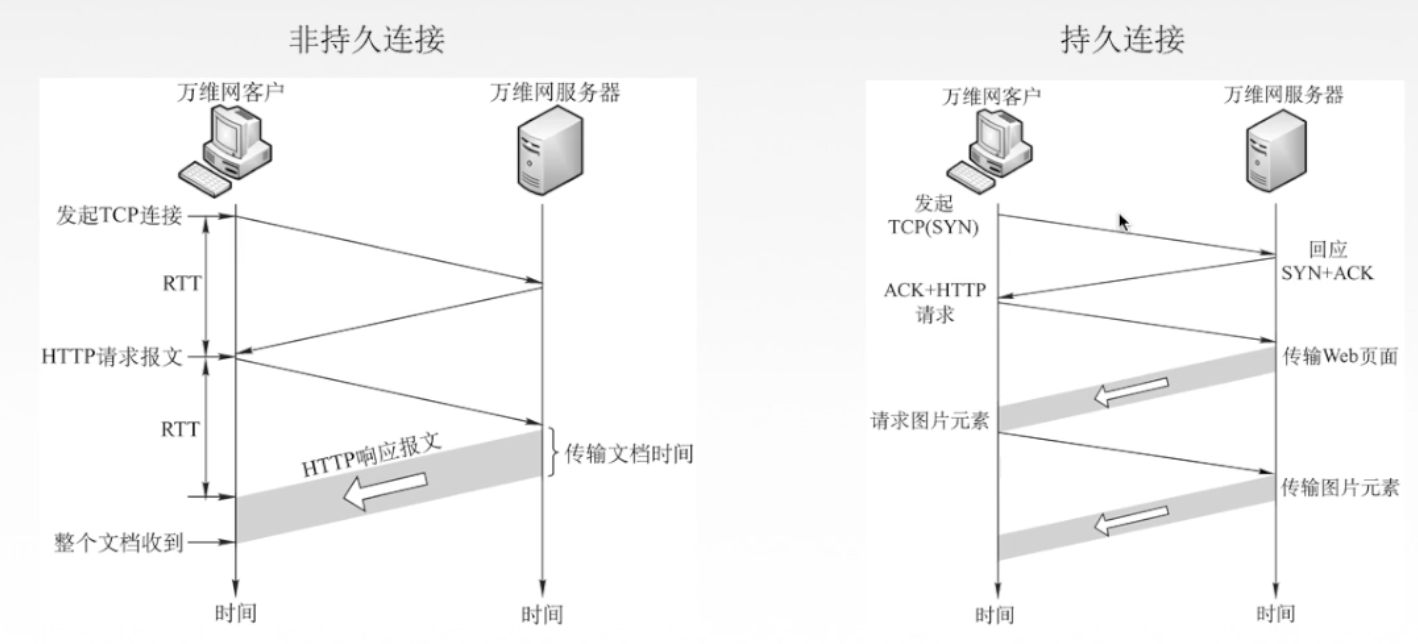 非持久连接
万维网客户
万维网服务器
发起TCP连接
RTT
HTTP请求报文
RTT
HTTP响应报文
传输文档时间
整个文档收到
时间
时间
持久连接
万维网客户
万维网服务器
发起
TCP(SYN)
回应
SYN+ACK
ACK+HTTP
请求
传输Web页面
请求图片元素
传输图片元素
时间
时间